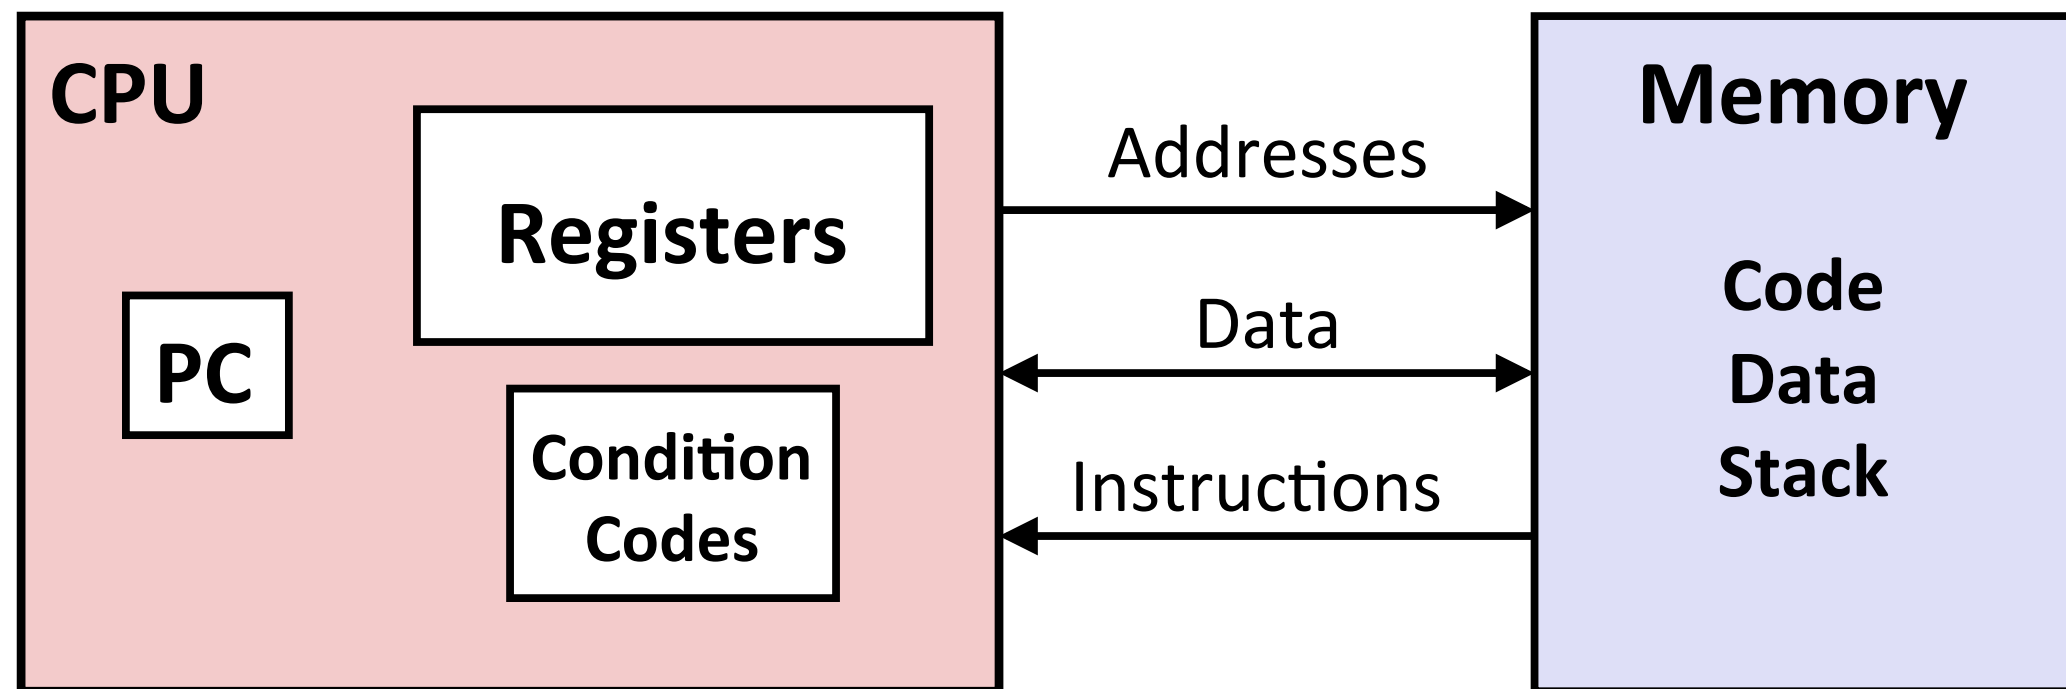 CPU
Registers
PC
Condition
Codes
Addresses
Data
Instructions
Memory
Code
Data
Stack